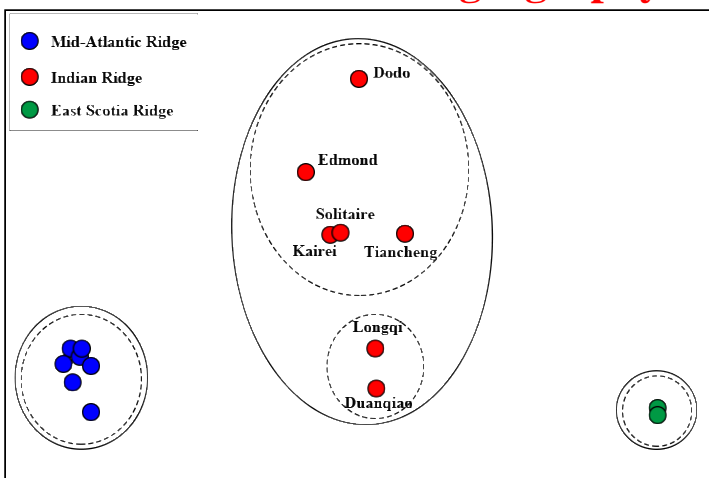 Mid-Atlantic Ridge
Indian Ridge
East Scotia Ridge
Dodo
Edmond
Solitaire
Kairei
Tiancheng
Longqi
Duanqiao